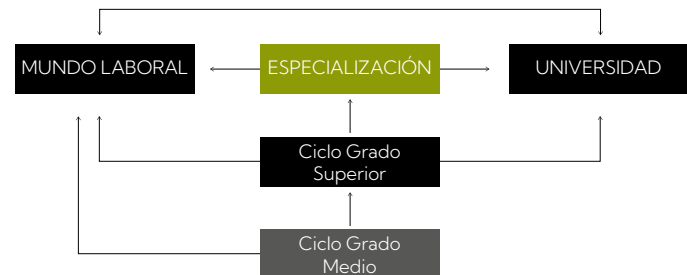 MUNDO LABORAL
ESPECIALIZACIÓN
UNIVERSIDAD
Ciclo Grado
Superior
Ciclo Grado
Medio